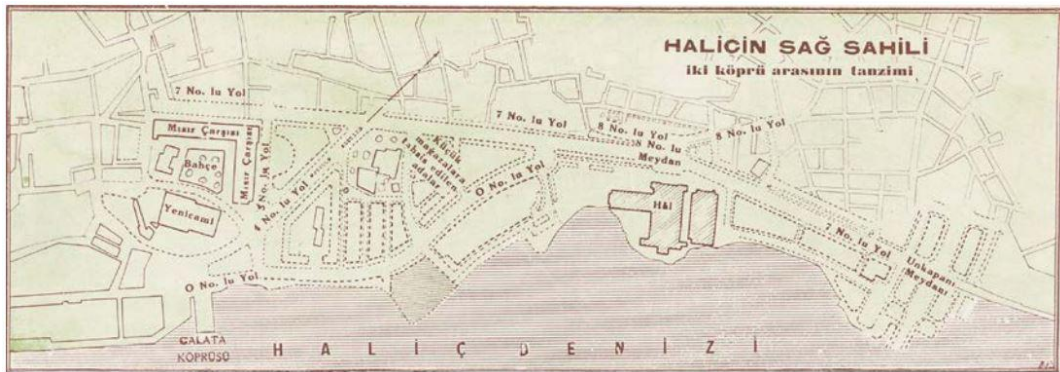 HALİCİN SAĞ SAHİLİ
iki köprü arasının tanzimi
7 No. lu Yol
Mısır Çarşısı
Bahçe
Mısır Çarşısı
5 No. lu Yol
4 No. lu Yol
Yenicami
O No. lu Yol
Küçük
mağazalara
tahsis edilen
adalar
O No. lu Yol
7 No. lu Yol
8 No. lu Yol
8 No. lu
Meydan
8 No. lu Yol
Hâl
7 No. lu Yol
Unkapanı
Meydanı
GALATA
KÖPRÜSÜ
HALİÇ DENİZİ